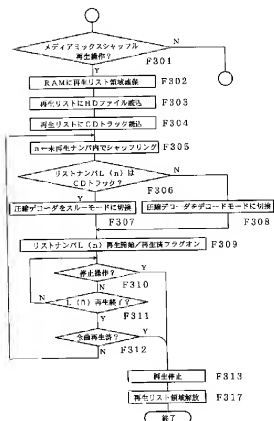 メディアミックスシャッフル
再生操作？
N
F301
Y
RAMに再生リスト領域確保
F302
再生リストにHDファイル読込
F303
再生リストにCDトラック読込
F304
n←未再生ナンバ内でシャッフリング
F305
リストナンバL(n)は
CDトラック？
N
F306
Y
圧縮デコーダをスルーモードに切換
圧縮デコーダをデコードモードに切換
F307
F308
リストナンバL(n)再生開始/再生済フラグオン
F309
停止操作？
Y
N
F310
L(n)再生終了？
N
Y
F311
全曲再生済？
Y
N
F312
再生停止
F313
再生リスト領域解放
F317
終了